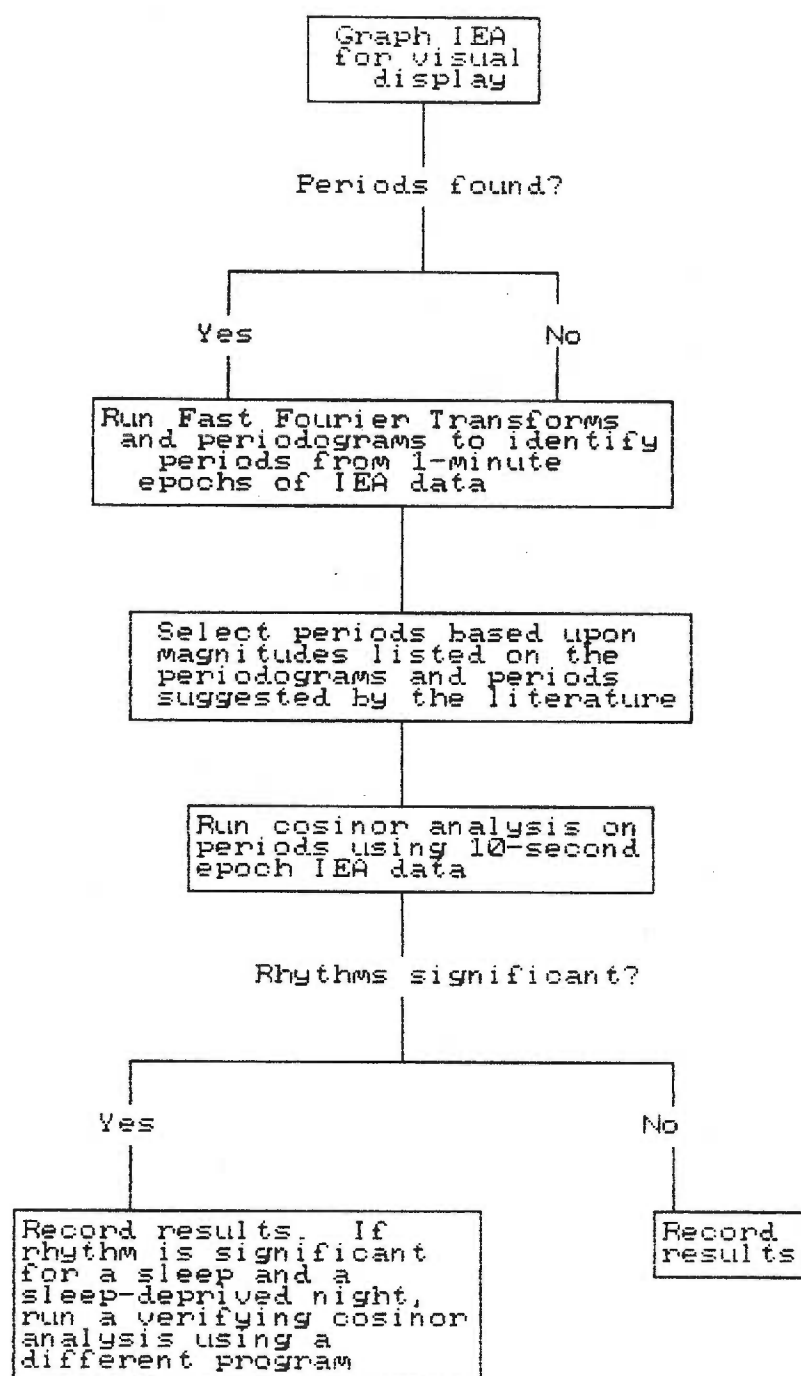 Graph IEA
for visual
display
Periods found?
Yes
No
Run Fast Fourier Transforms
and periodograms to identify
periods from 1-minute
epochs of IEA data
Select periods based upon
magnitudes listed on the
periodograms and periods
suggested by the literature
Run cosinor analysis on
periods using 10-second
epoch IEA data
Rhythms significant?
Yes
No
Record results. If
rhythm is significant
for a sleep and a
sleep-deprived night,
run a verifying cosinor
analysis using a
different program
Record
results